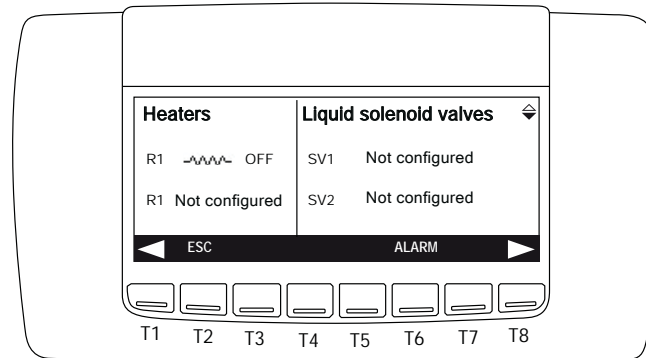 Heaters
R1 OFF
R1 Not configured
Liquid solenoid valves
SV1 Not configured
SV2 Not configured
ESC ALARM
T1 T2 T3 T4 T5 T6 T7 T8